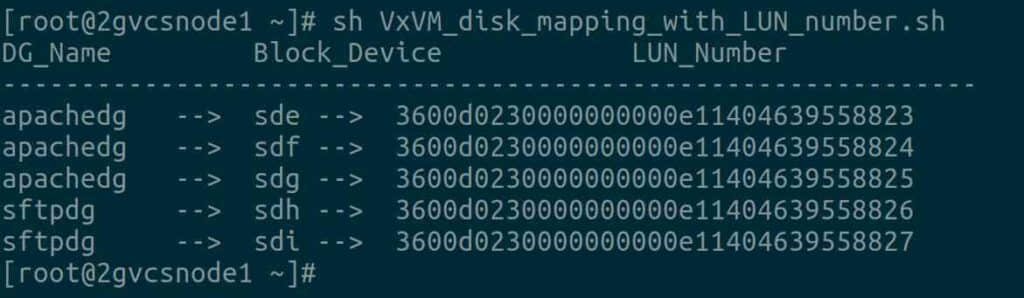 [root@2gvcsnode1 ~]# sh VxVM_disk_mapping_with_LUN_number.sh
DG_Name Block_Device LUN_Number
-----------------------------------------------------------------
apachedg --> sde --> 3600d0230000000000e11404639558823
apachedg --> sdf --> 3600d0230000000000e11404639558824
apachedg --> sdg --> 3600d0230000000000e11404639558825
sftpdg --> sdh --> 3600d0230000000000e11404639558826
sftpdg --> sdi --> 3600d0230000000000e11404639558827
[root@2gvcsnode1 ~]#